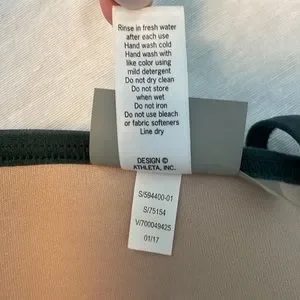 Rinse in fresh water
after each use
Hand wash cold
Hand wash with
like color using
mild detergent
Do not dry clean
Do not store
when wet
Do not iron
Do not use bleach
or fabric softeners
Line dry
DESIGN ©
ATHLETA, INC.
S/594400-01
S/75154
V/700049425
01/17